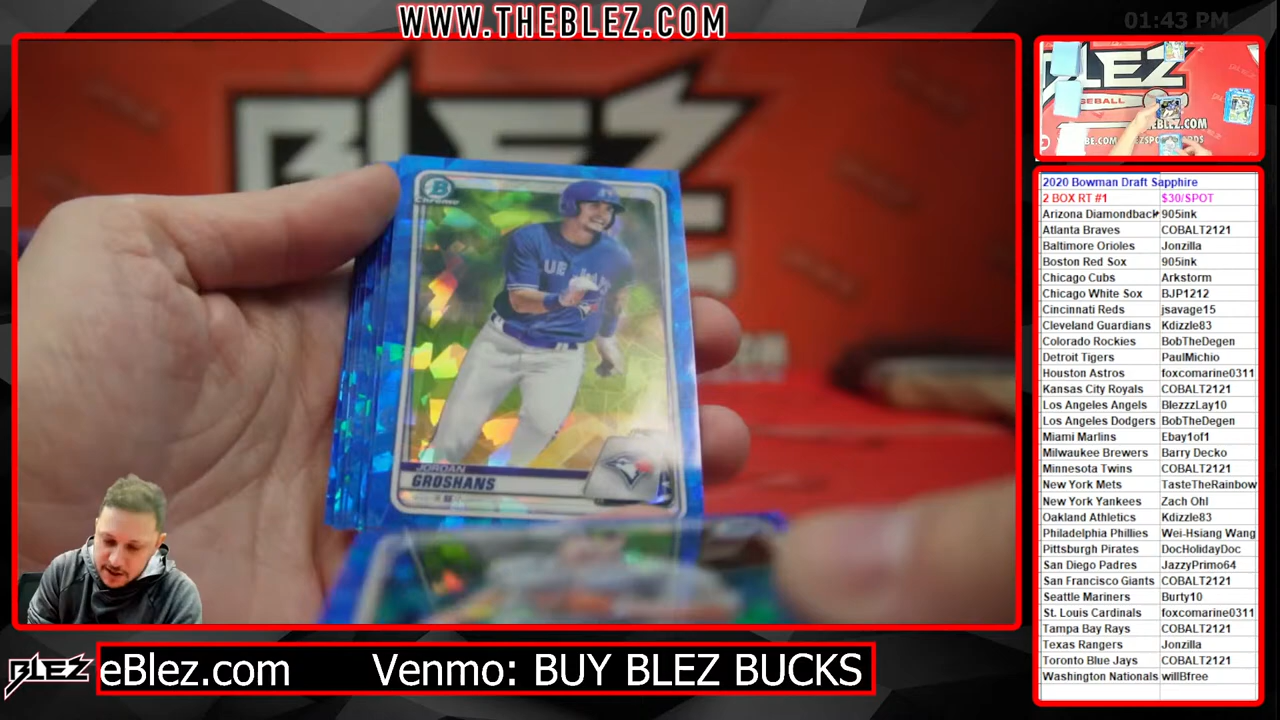 WWW.THEBLEZ.COM
01:43 PM
BLEZ
Chrome
JORDAN
GROSHANS
BLEZ
ZBLEZ.COM
2020 Bowman Draft Sapphire
2 BOX RT #1 $30/SPOT
Arizona Diamondback 905ink
Atlanta Braves COBALT2121
Baltimore Orioles Jonzilla
Boston Red Sox 905ink
Chicago Cubs Arkstorm
Chicago White Sox BJP1212
Cincinnati Reds jsavage15
Cleveland Guardians Kdizzle83
Colorado Rockies BobTheDegen
Detroit Tigers PaulMichio
Houston Astros foxcomarine0311
Kansas City Royals COBALT2121
Los Angeles Angels BlezzzLay10
Los Angeles Dodgers BobTheDegen
Miami Marlins Ebay1of1
Milwaukee Brewers Barry Decko
Minnesota Twins COBALT2121
New York Mets TasteTheRainbow
New York Yankees Zach Ohl
Oakland Athletics Kdizzle83
Philadelphia Phillies Wei-Hsiang Wang
Pittsburgh Pirates DocHolidayDoc
San Diego Padres JazzyPrimo64
San Francisco Giants COBALT2121
Seattle Mariners Burty10
St. Louis Cardinals foxcomarine0311
Tampa Bay Rays COBALT2121
Texas Rangers Jonzilla
Toronto Blue Jays COBALT2121
Washington Nationals willBfree
BLEZ
eBlez.com Venmo: BUY BLEZ BUCKS